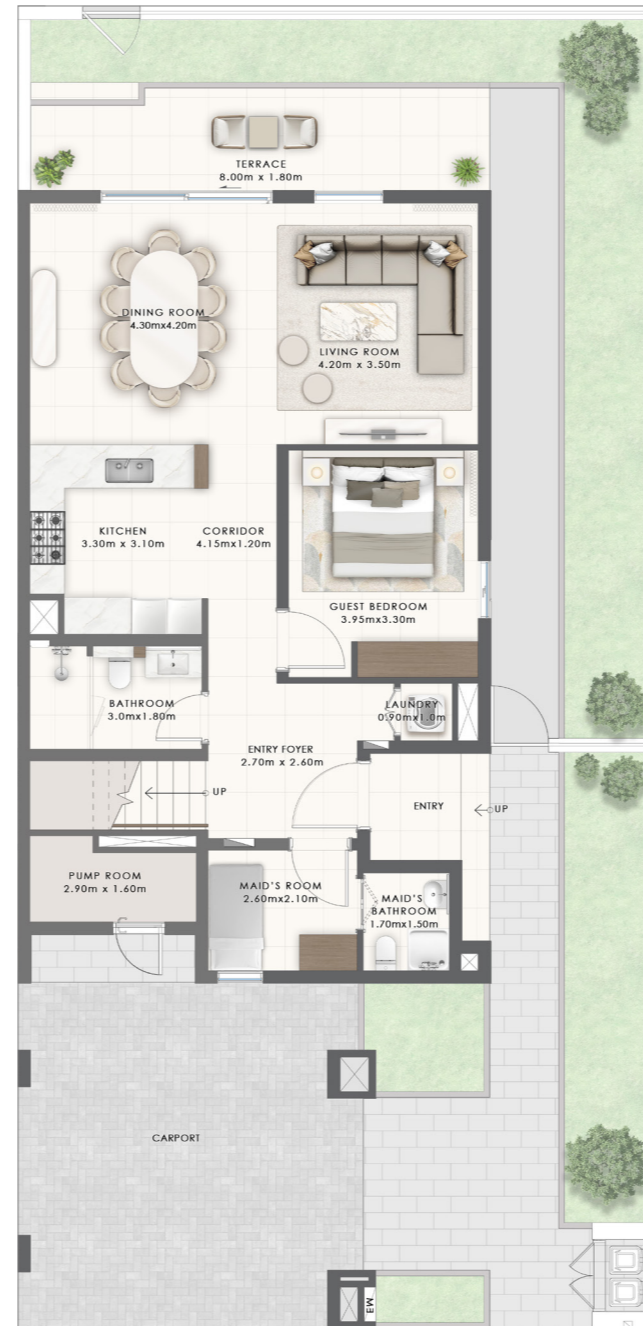 TERRACE
8.00m x 1.80m
DINING ROOM
4.30mx4.20m
LIVING ROOM
4.20m x 3.50m
KITCHEN
3.30m x 3.10m
CORRIDOR
4.15mx1.20m
GUEST BEDROOM
3.95mx3.30m
BATHROOM
3.0mx1.80m
LAUNDRY
0.90mx1.0m
ENTRY FOYER
2.70m x 2.60m
UP
ENTRY
UP
PUMP ROOM
2.90m x 1.60m
MAID'S ROOM
2.60mx2.10m
MAID'S
BATHROOM
1.70mx1.50m
CARPORT
EM